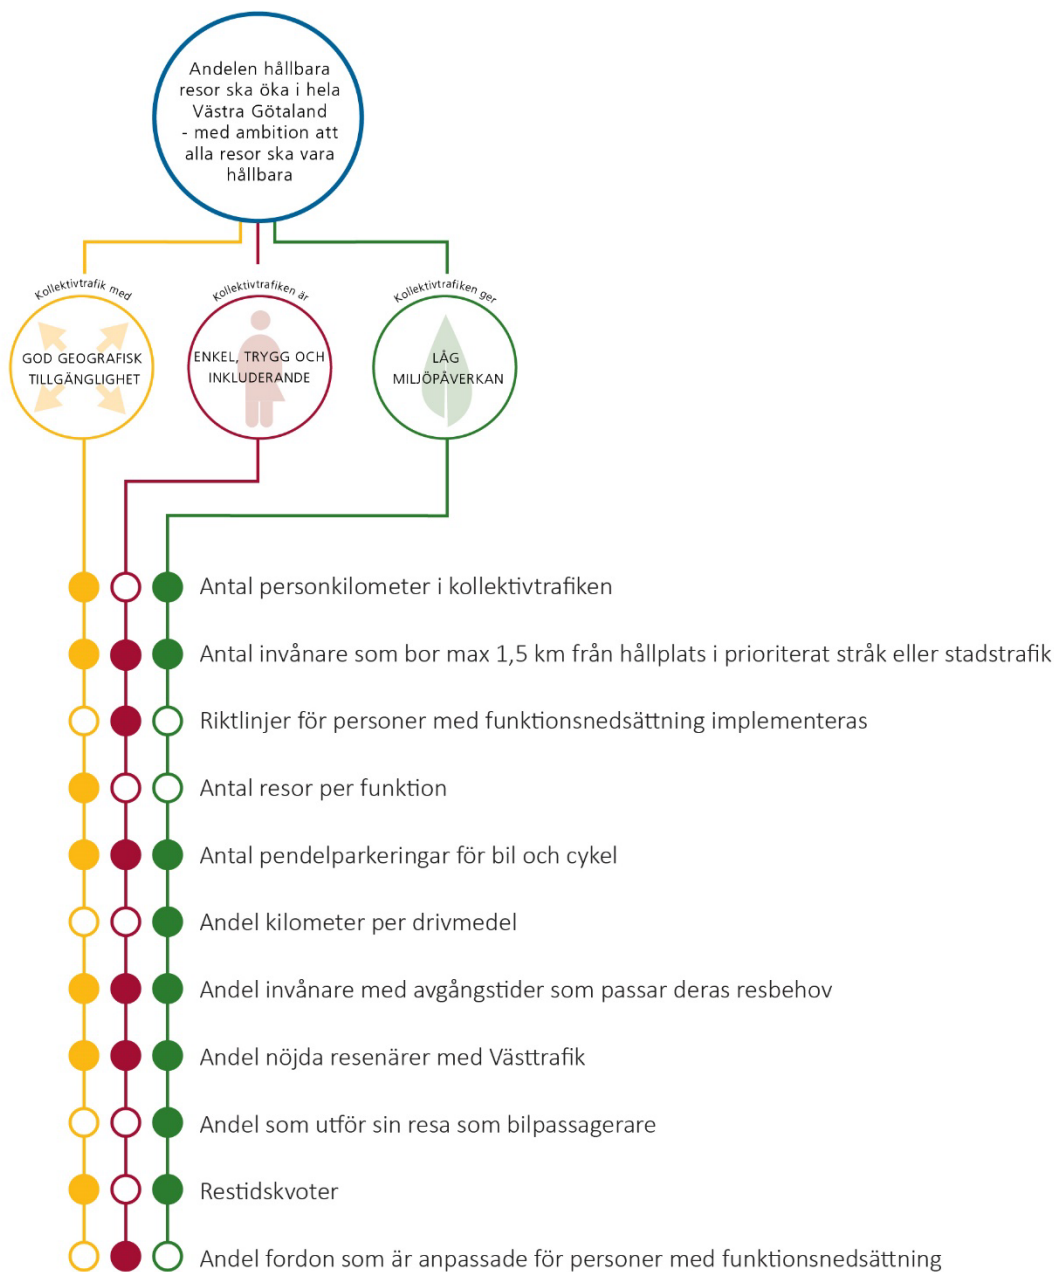 Andelen hållbara
resor ska öka i hela
Västra Götaland
- med ambition att
alla resor ska vara
hållbara
Kollektivtrafik med
GOD GEOGRAFISK
TILLGÄNGLIGHET
Kollektivtrafiken är
ENKEL, TRYGG OCH
INKLUDERANDE
Kollektivtrafiken ger
LÅG
MILJÖPÅVERKAN
Antal personkilometer i kollektivtrafiken
Antal invånare som bor max 1,5 km från hållplats i prioriterat stråk eller stadstrafik
Riktlinjer för personer med funktionsnedsättning implementeras
Antal resor per funktion
Antal pendelparkeringar för bil och cykel
Andel kilometer per drivmedel
Andel invånare med avgångstider som passar deras resbehov
Andel nöjda resenärer med Västtrafik
Andel som utför sin resa som bilpassagerare
Restidskvoter
Andel fordon som är anpassade för personer med funktionsnedsättning